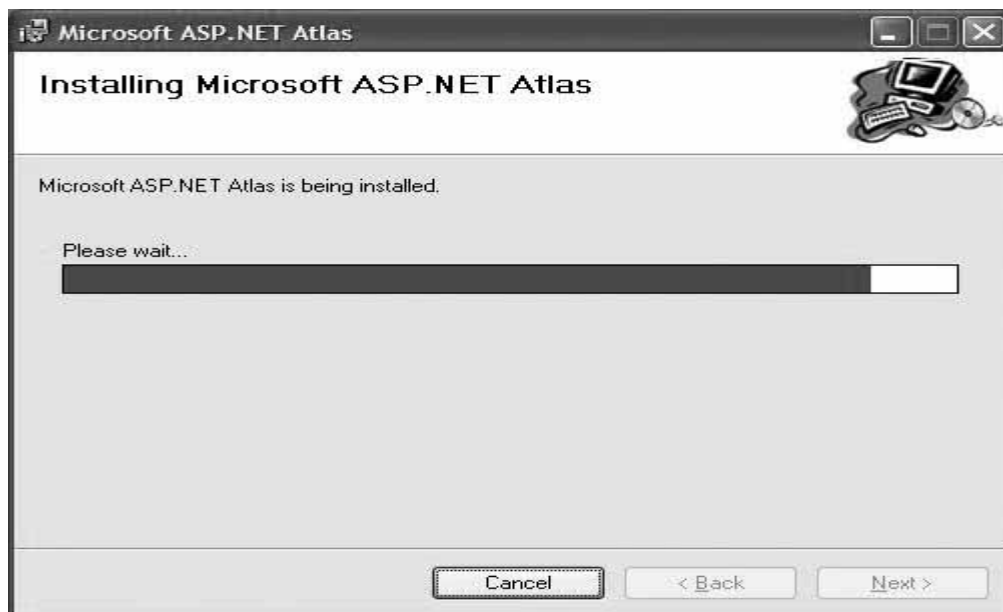 Microsoft ASP.NET Atlas
Installing Microsoft ASP.NET Atlas
Microsoft ASP.NET Atlas is being installed.
Please wait...
Cancel
< Back
Next >